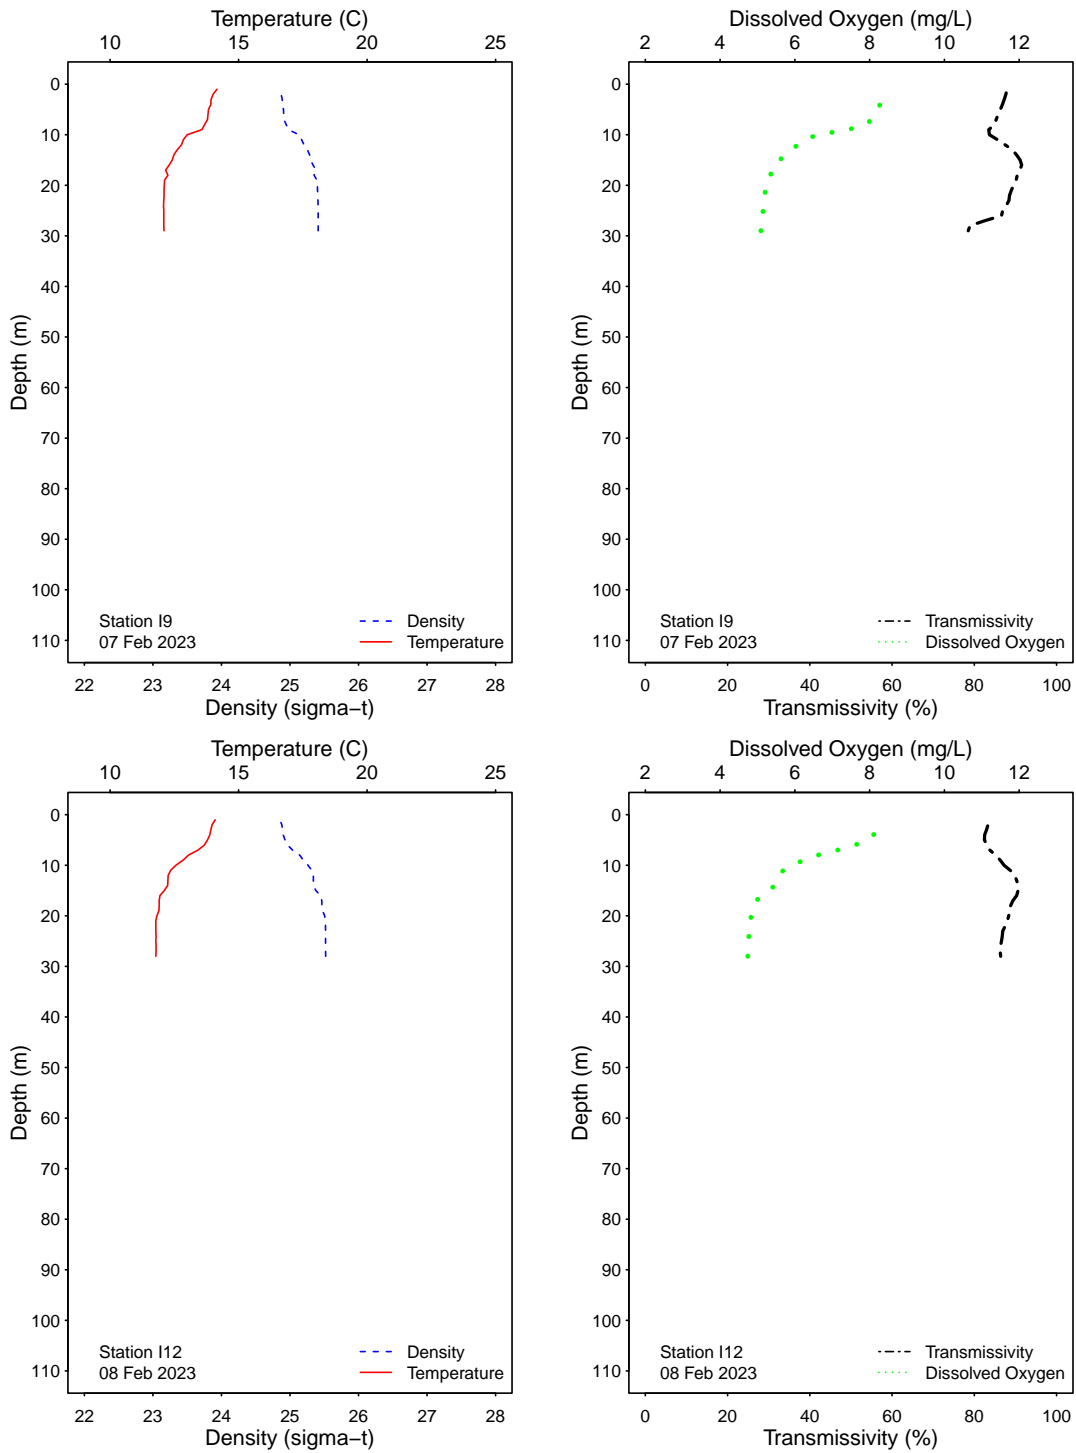 Temperature (C)
10 15 20 25
0
10
20
30
40
50
60
70
80
90
100
110
Depth (m)
Station I9
07 Feb 2023
Density
Temperature
22 23 24 25 26 27 28
Density (sigma−t)
Dissolved Oxygen (mg/L)
2 4 6 8 10 12
0
10
20
30
40
50
60
70
80
90
100
110
Depth (m)
Station I9
07 Feb 2023
Transmissivity
Dissolved Oxygen
0 20 40 60 80 100
Transmissivity (%)
Temperature (C)
10 15 20 25
0
10
20
30
40
50
60
70
80
90
100
110
Depth (m)
Station I12
08 Feb 2023
Density
Temperature
22 23 24 25 26 27 28
Density (sigma−t)
Dissolved Oxygen (mg/L)
2 4 6 8 10 12
0
10
20
30
40
50
60
70
80
90
100
110
Depth (m)
Station I12
08 Feb 2023
Transmissivity
Dissolved Oxygen
0 20 40 60 80 100
Transmissivity (%)